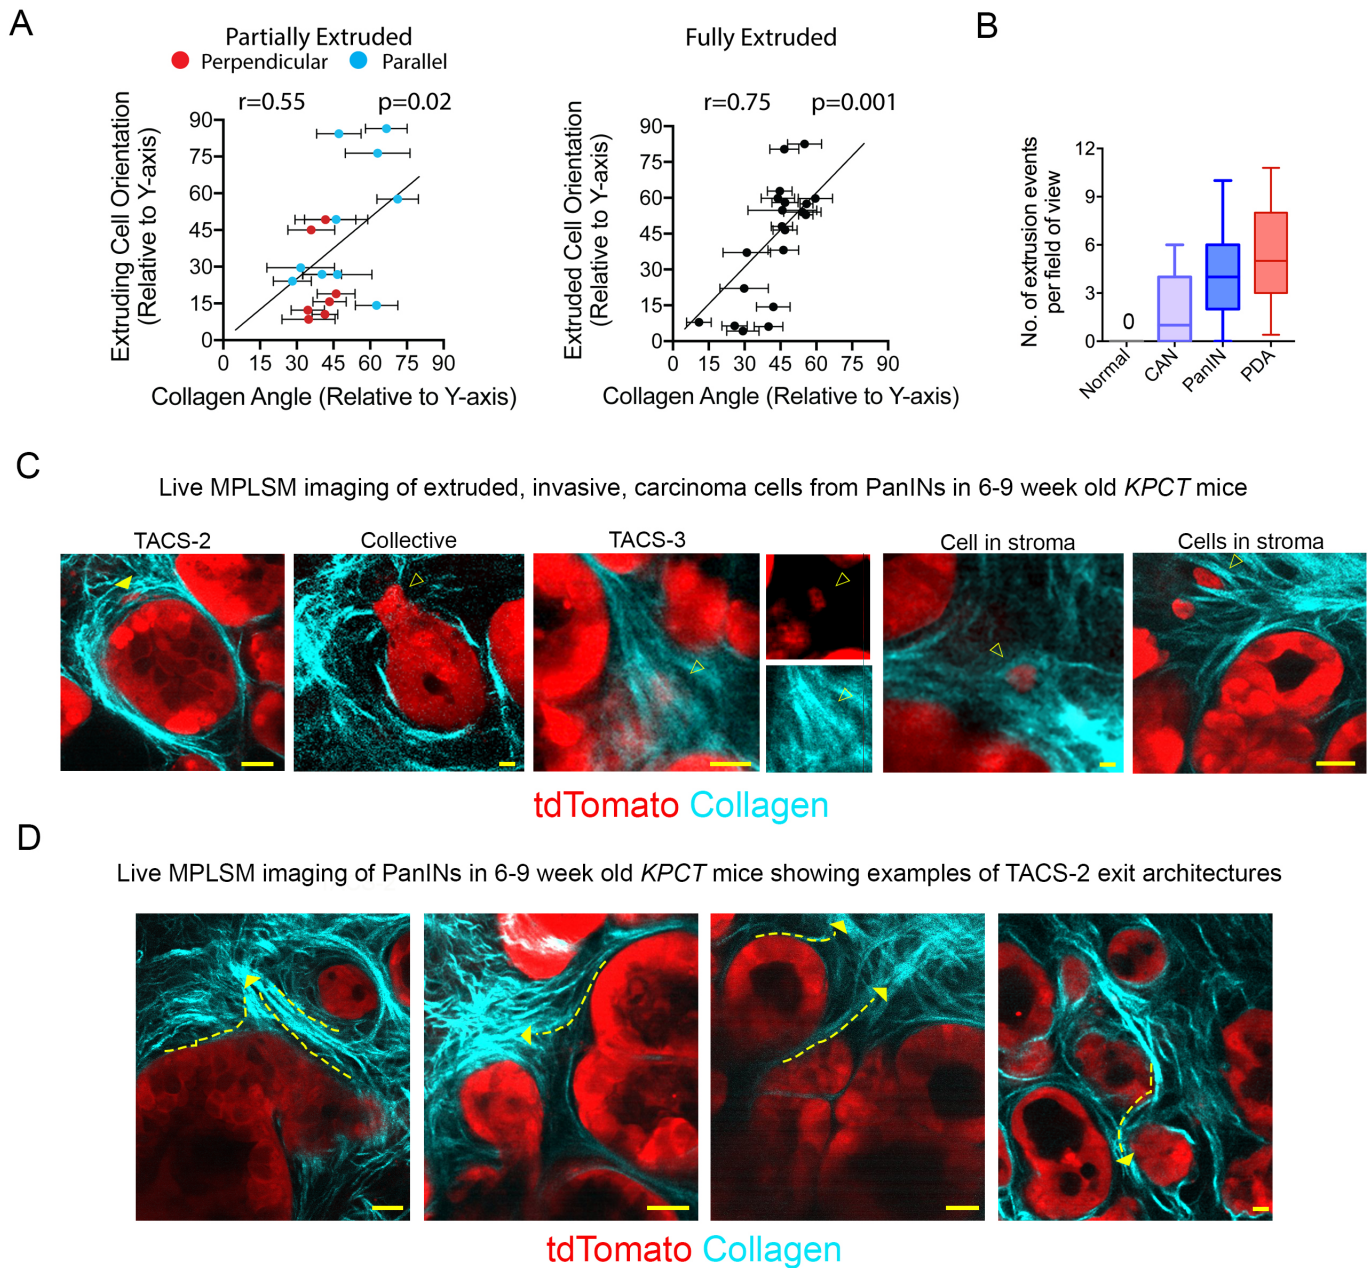 A
Partially Extruded
Perpendicular
Parallel
r=0.55
p=0.02
Extruding Cell Orientation
(Relative to Y-axis)
90
75
60
45
30
15
0
0 15 30 45 60 75 90
Collagen Angle (Relative to Y-axis)
Fully Extruded
r=0.75
p=0.001
Extruded Cell Orientation
(Relative to Y-axis)
90
75
60
45
30
15
0
0 15 30 45 60 75 90
Collagen Angle (Relative to Y-axis)
B
No. of extrusion events
per field of view
12
9
6
3
0
0
Normal
CAN
PanIN
PDA
C
Live MPLSM imaging of extruded, invasive, carcinoma cells from PanINs in 6-9 week old KPCT mice
TACS-2
Collective
TACS-3
Cell in stroma
Cells in stroma
tdTomato Collagen
D
Live MPLSM imaging of PanINs in 6-9 week old KPCT mice showing examples of TACS-2 exit architectures
tdTomato Collagen